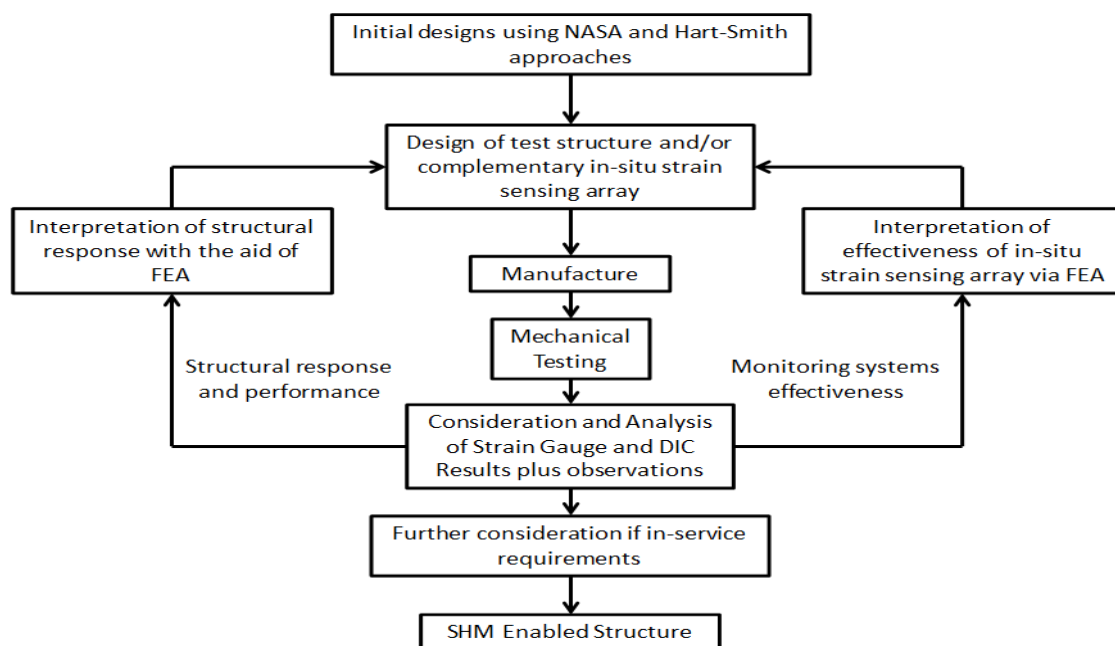 Initial designs using NASA and Hart-Smith
approaches
Design of test structure and/or
complementary in-situ strain
sensing array
Interpretation of structural
response with the aid of
FEA
Interpretation of
effectiveness of in-situ
strain sensing array via FEA
Manufacture
Mechanical
Testing
Structural response
and performance
Monitoring systems
effectiveness
Consideration and Analysis
of Strain Gauge and DIC
Results plus observations
Further consideration if in-service
requirements
SHM Enabled Structure